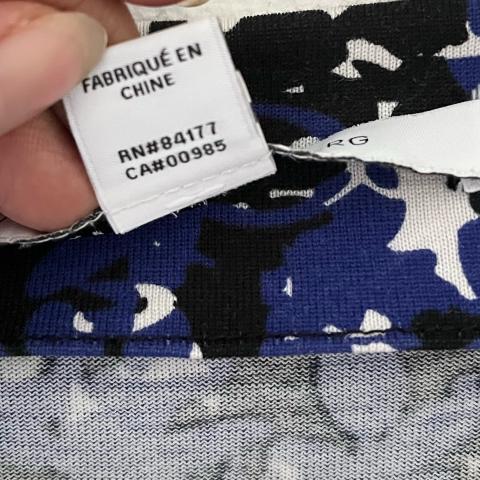 FABRIQUÉ EN
CHINE
RN#84177
CA#00985
RG